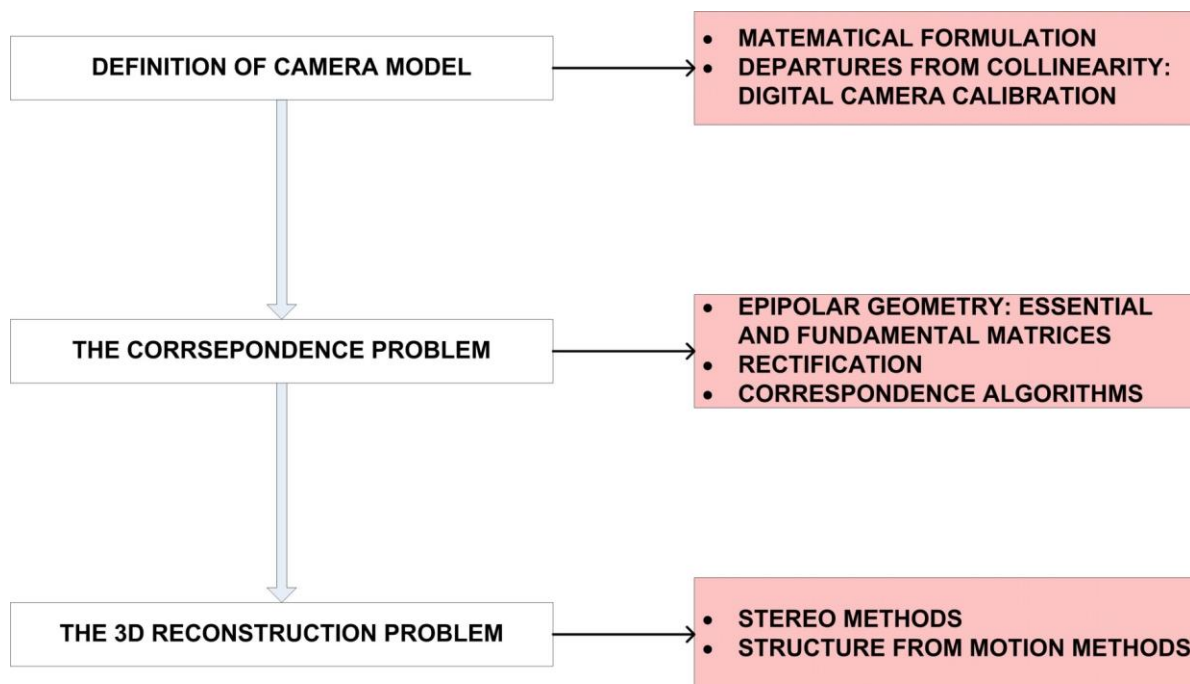 DEFINITION OF CAMERA MODEL
• MATEMATICAL FORMULATION
• DEPARTURES FROM COLLINEARITY:
DIGITAL CAMERA CALIBRATION
THE CORRSEPONDENCE PROBLEM
• EPIPOLAR GEOMETRY: ESSENTIAL
AND FUNDAMENTAL MATRICES
• RECTIFICATION
• CORRESPONDENCE ALGORITHMS
THE 3D RECONSTRUCTION PROBLEM
• STEREO METHODS
• STRUCTURE FROM MOTION METHODS